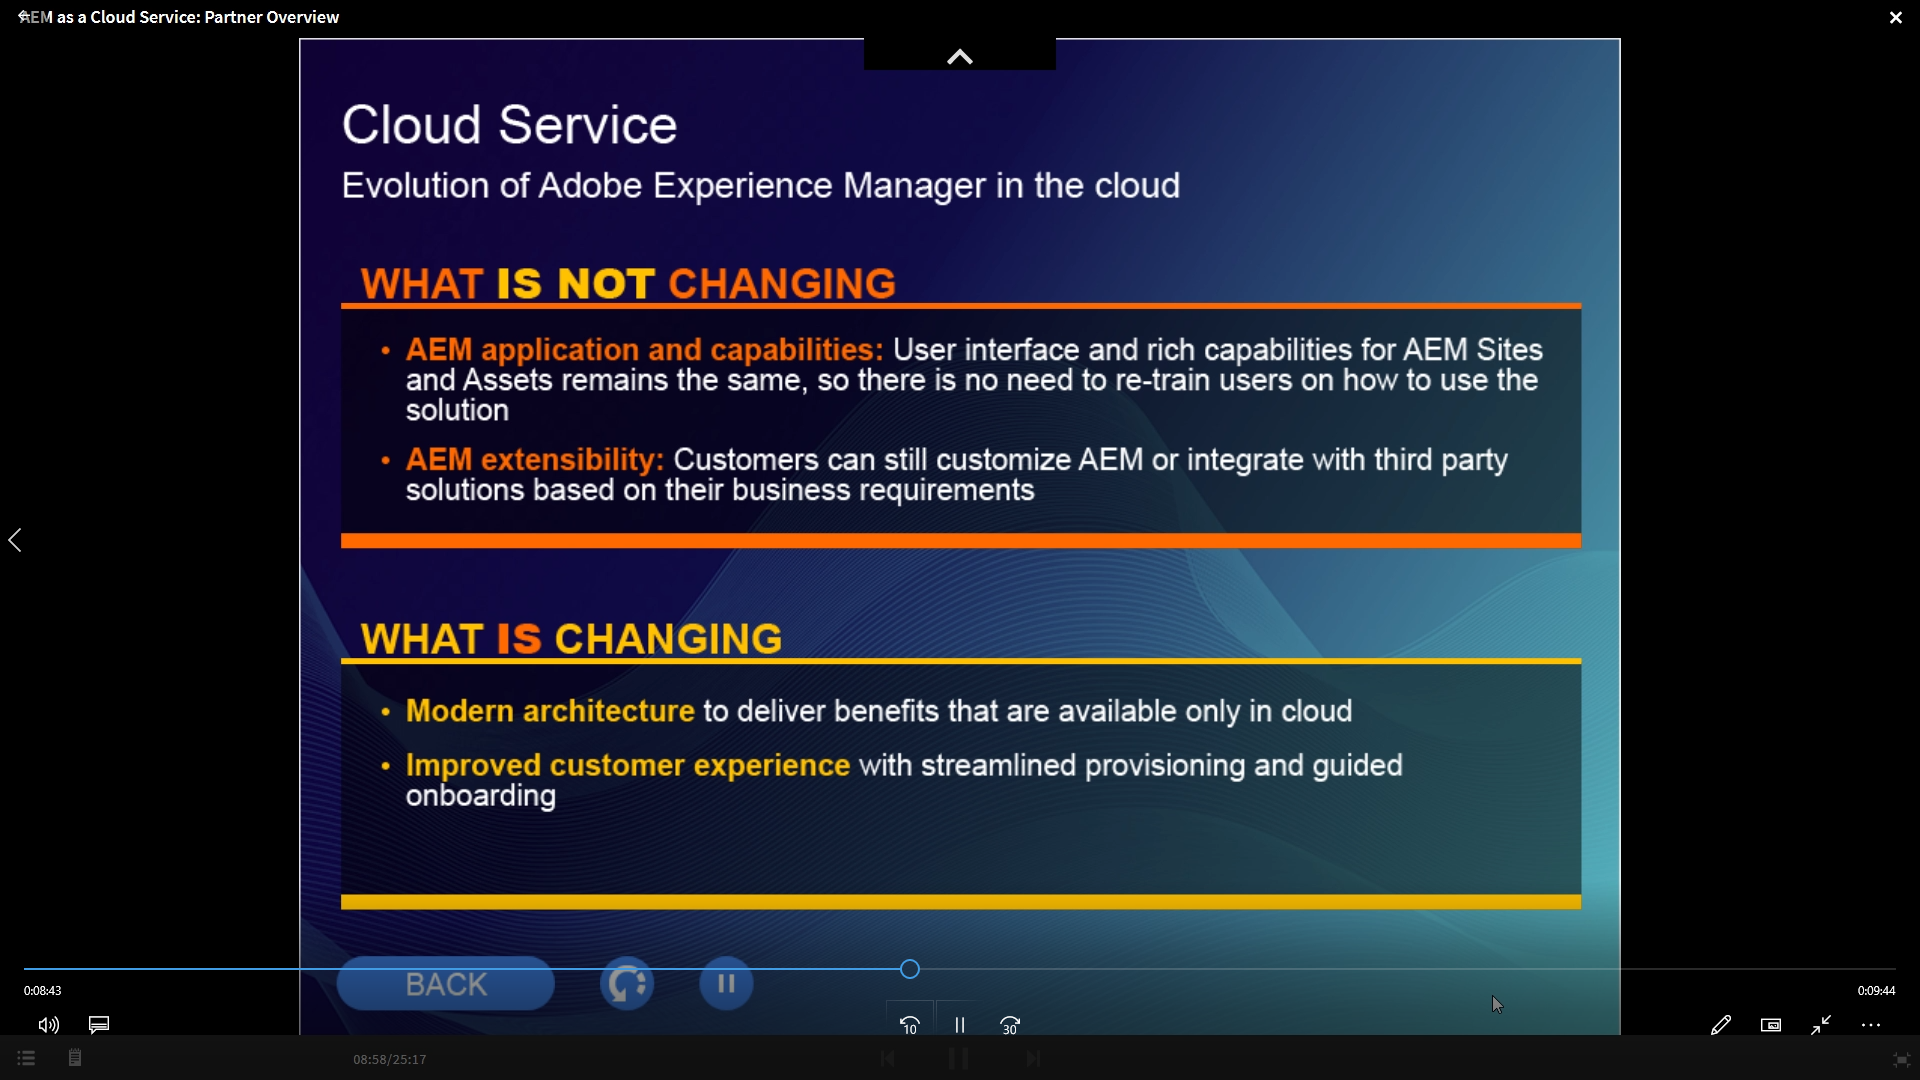 AEM as a Cloud Service: Partner Overview
Cloud Service
Evolution of Adobe Experience Manager in the cloud
WHAT IS NOT CHANGING
• AEM application and capabilities: User interface and rich capabilities for AEM Sites
and Assets remains the same, so there is no need to re-train users on how to use the
solution
• AEM extensibility: Customers can still customize AEM or integrate with third party
solutions based on their business requirements
WHAT IS CHANGING
• Modern architecture to deliver benefits that are available only in cloud
• Improved customer experience with streamlined provisioning and guided
onboarding
BACK
0:08:43
0:09:44
10
30
08:58/25:17